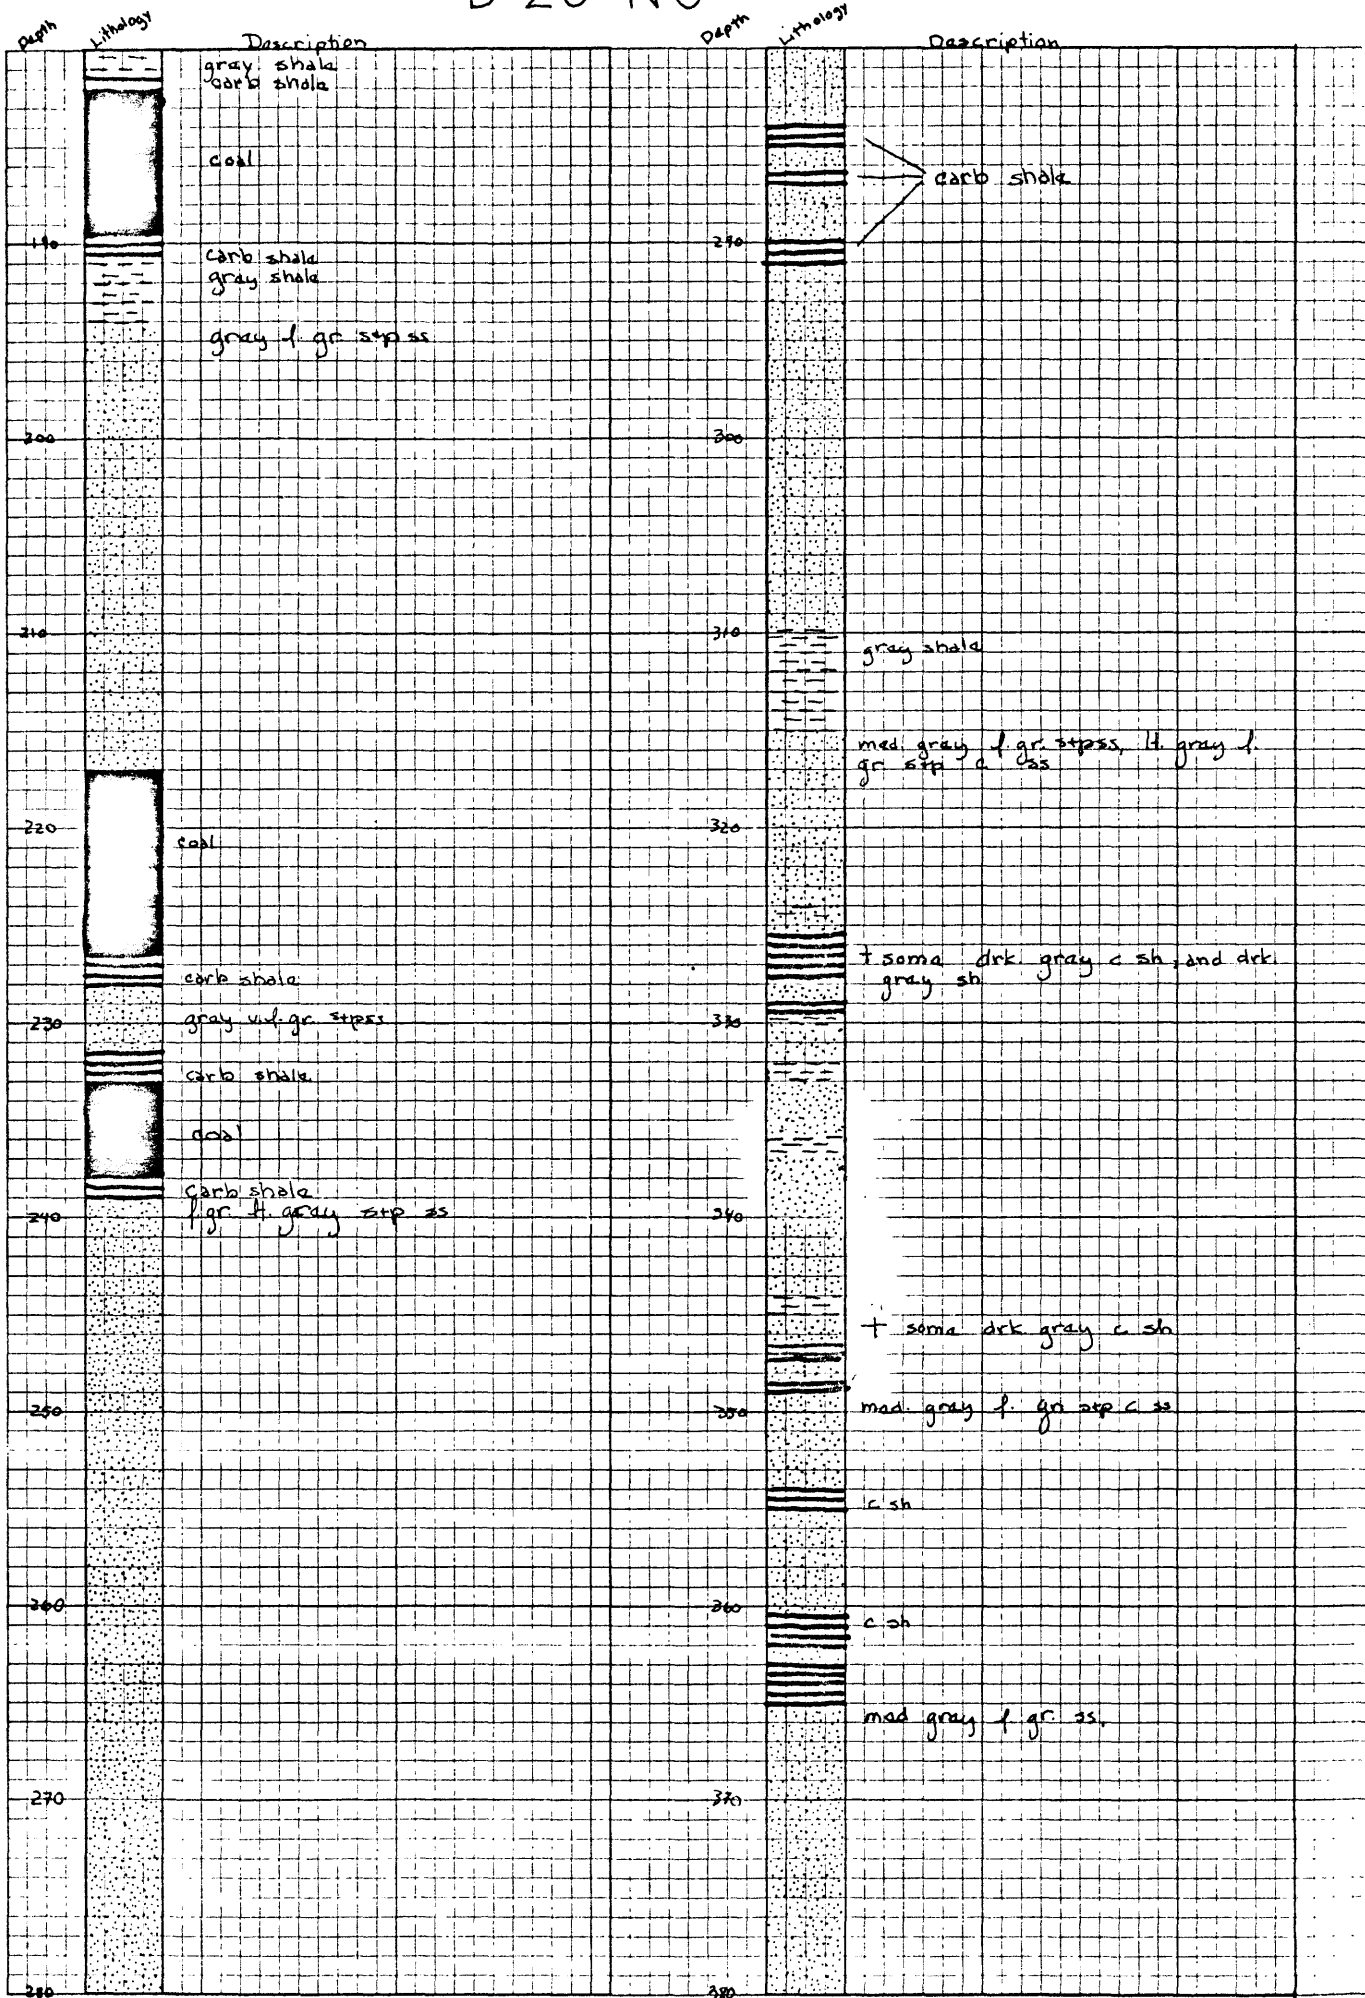 Depth Lithology Description
gray shale
carb shale
coal
190
carb shale
gray shale
gray f. gr. stp ss
200
210
220
coal
carb shale
230
gray v.f. gr. stpss
carb shale
coal
carb shale
f. gr. lt. gray stp ss
240
250
260
270
280
Depth Lithology Description
carb shale
290
300
310
gray shale
med. gray f. gr. stpss, lt. gray f.
gr stp c ss
320
+ some drk gray c sh, and drk.
gray sh
330
340
+ some drk gray c sh
350
med. gray f. gr. stp c ss
c sh
360
c sh
med gray f. gr. ss.
370
380